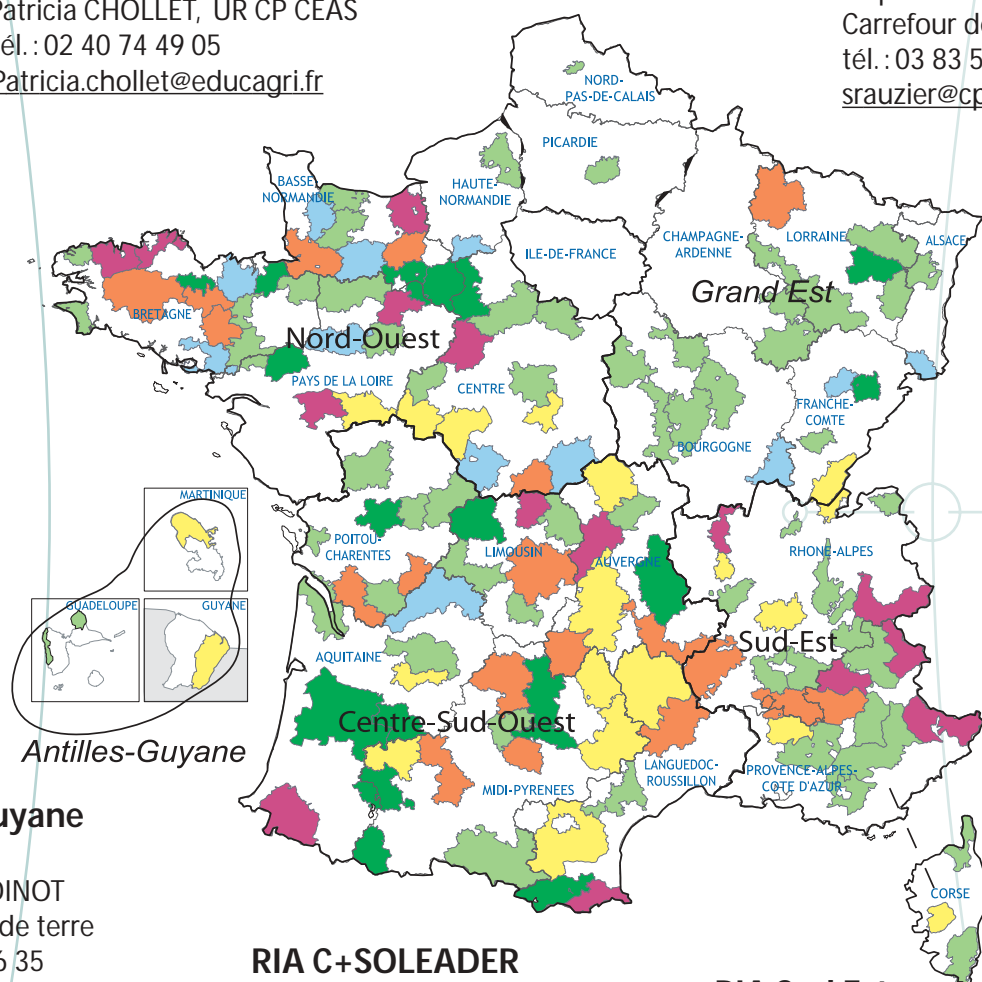 Patricia CHOLLET, UR CP CEAS
tél. : 02 40 74 49 05
Patricia.chollet@educagri.fr
Carrefour
tél. : 03 83 5
srauzier@cp
NORD-
PAS-DE-CALAIS
PICARDIE
BASSE-
NORMANDIE
HAUTE-
NORMANDIE
ILE-DE-FRANCE
CHAMPAGNE-
ARDENNE
LORRAINE
ALSACE
Grand Est
BRETAGNE
Nord-Ouest
PAYS DE LA LOIRE
CENTRE
FRANCHE-
COMTE
BOURGOGNE
MARTINIQUE
POITOU-
CHARENTES
LIMOUSIN
AUVERGNE
RHONE-ALPES
GUADELOUPE
GUYANE
AQUITAINE
Sud-Est
Centre-Sud-Ouest
Antilles-Guyane
MIDI-PYRENEES
LANGUEDOC-
ROUSSILLON
PROVENCE-ALPES-
COTE D'AZUR
uyane
OINOT
de terre
6 35
CORSE
RIA C+SOLEADER